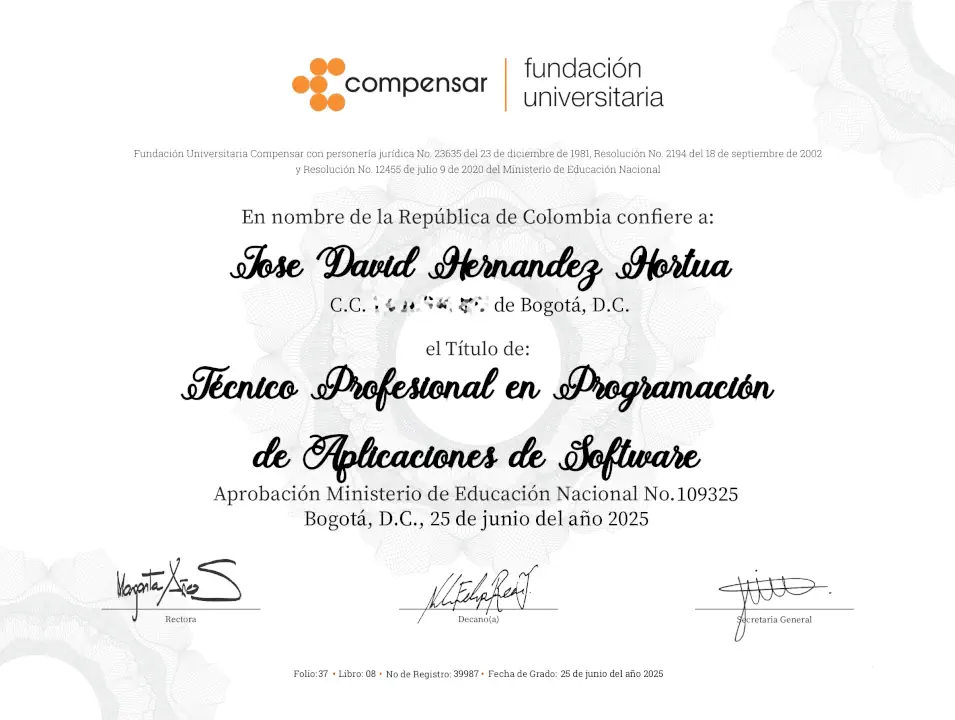 compensar
fundación
universitaria
Fundación Universitaria Compensar con personería jurídica No. 23635 del 23 de diciembre de 1981, Resolución No. 2194 del 18 de septiembre de 2002
y Resolución No. 12455 de julio 9 de 2020 del Ministerio de Educación Nacional
En nombre de la República de Colombia confiere a:
Jose David Hernandez Hortua
C.C. de Bogotá, D.C.
el Título de:
Técnico Profesional en Programación
de Aplicaciones de Software
Aprobación Ministerio de Educación Nacional No.109325
Bogotá, D.C., 25 de junio del año 2025
Margarita
Rectora
Decano(a)
Secretaria General
Folio:37 • Libro: 08 • No de Registro: 39987 • Fecha de Grado: 25 de junio del año 2025